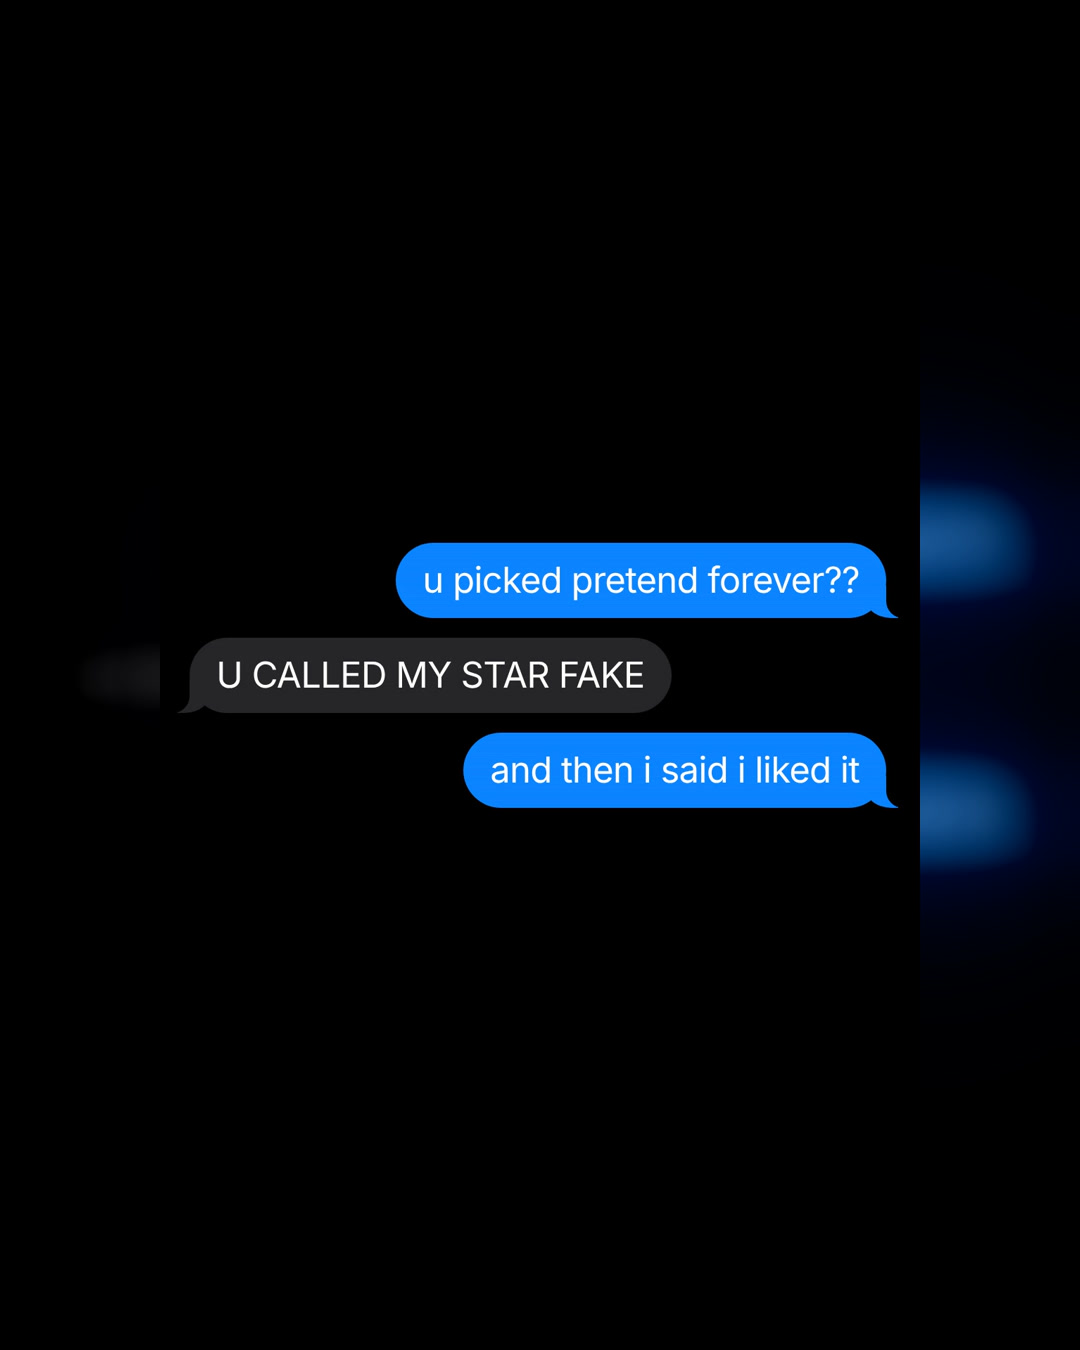 u picked pretend forever??
U CALLED MY STAR FAKE
and then i said i liked it